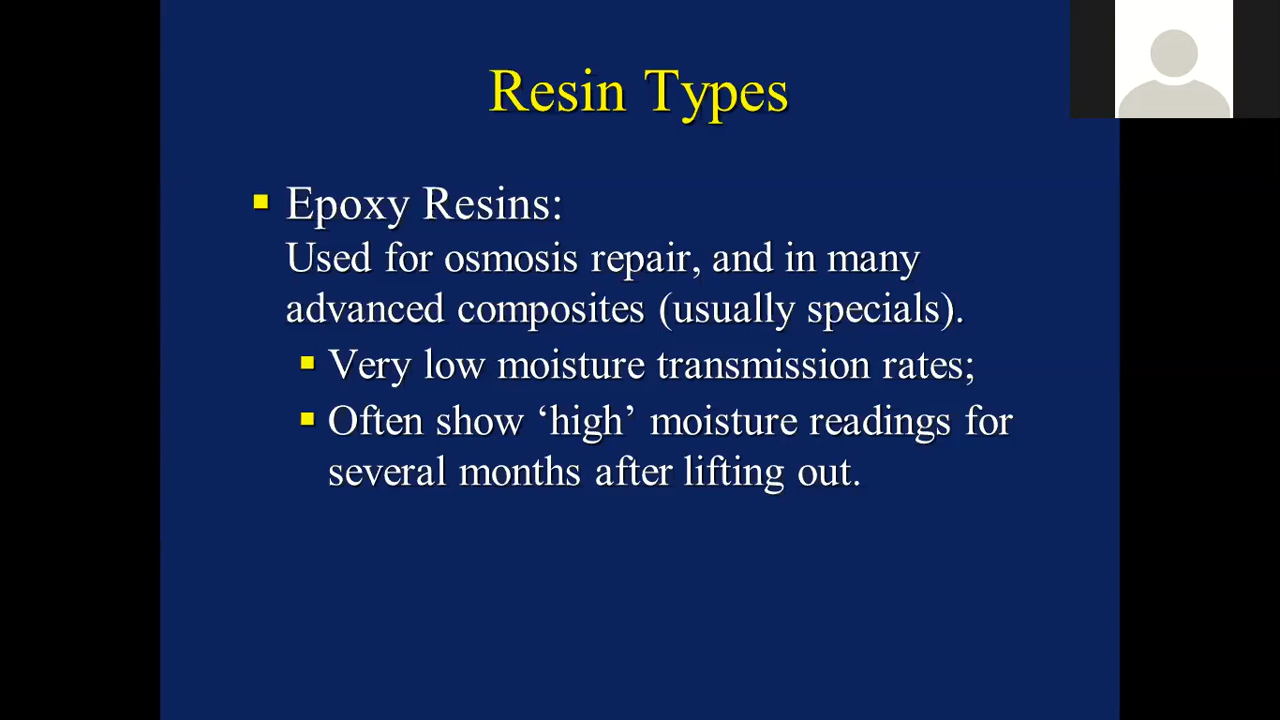 Resin Types
Epoxy Resins:
Used for osmosis repair, and in many
advanced composites (usually specials).
Very low moisture transmission rates;
Often show ‘high’ moisture readings for
several months after lifting out.